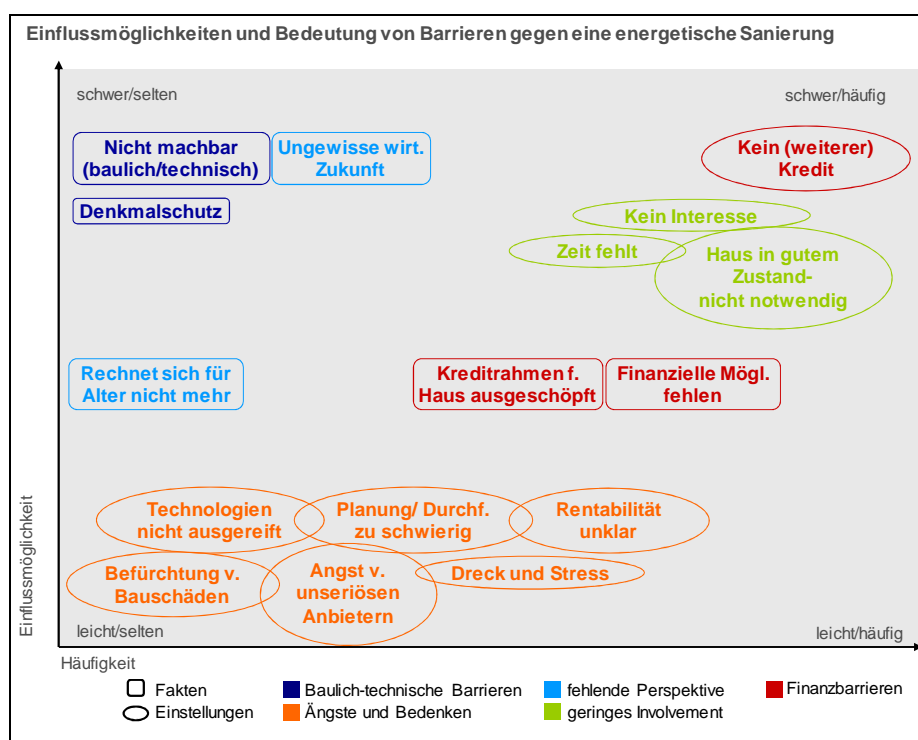 Einflussmöglichkeiten und Bedeutung von Barrieren gegen eine energetische Sanierung
schwer/selten
schwer/häufig
Nicht machbar
(baulich/technisch)
Ungewisse wirt.
Zukunft
Kein (weiterer)
Kredit
Denkmalschutz
Kein Interesse
Zeit fehlt
Haus in gutem
Zustand-
nicht notwendig
Rechnet sich für
Alter nicht mehr
Kreditrahmen f.
Haus ausgeschöpft
Finanzielle Mögl.
fehlen
Technologien
nicht ausgereift
Planung/ Durchf.
zu schwierig
Rentabilität
unklar
Befürchtung v.
Bauschäden
Angst v.
unseriösen
Anbietern
Dreck und Stress
Einflussmöglichkeit
leicht/selten
leicht/häufig
Häufigkeit
Fakten
Baulich-technische Barrieren
fehlende Perspektive
Finanzbarrieren
Einstellungen
Ängste und Bedenken
geringes Involvement